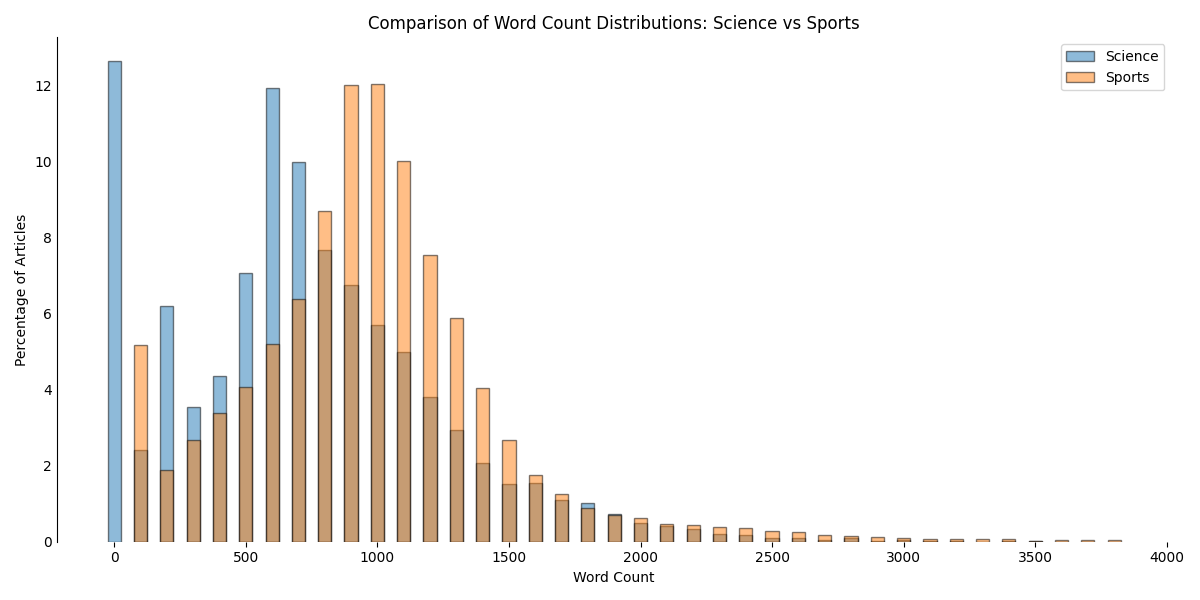 Comparison of Word Count Distributions: Science vs Sports
Science
Sports
Percentage of Articles
12
10
8
6
4
2
0
0 500 1000 1500 2000 2500 3000 3500 4000
Word Count